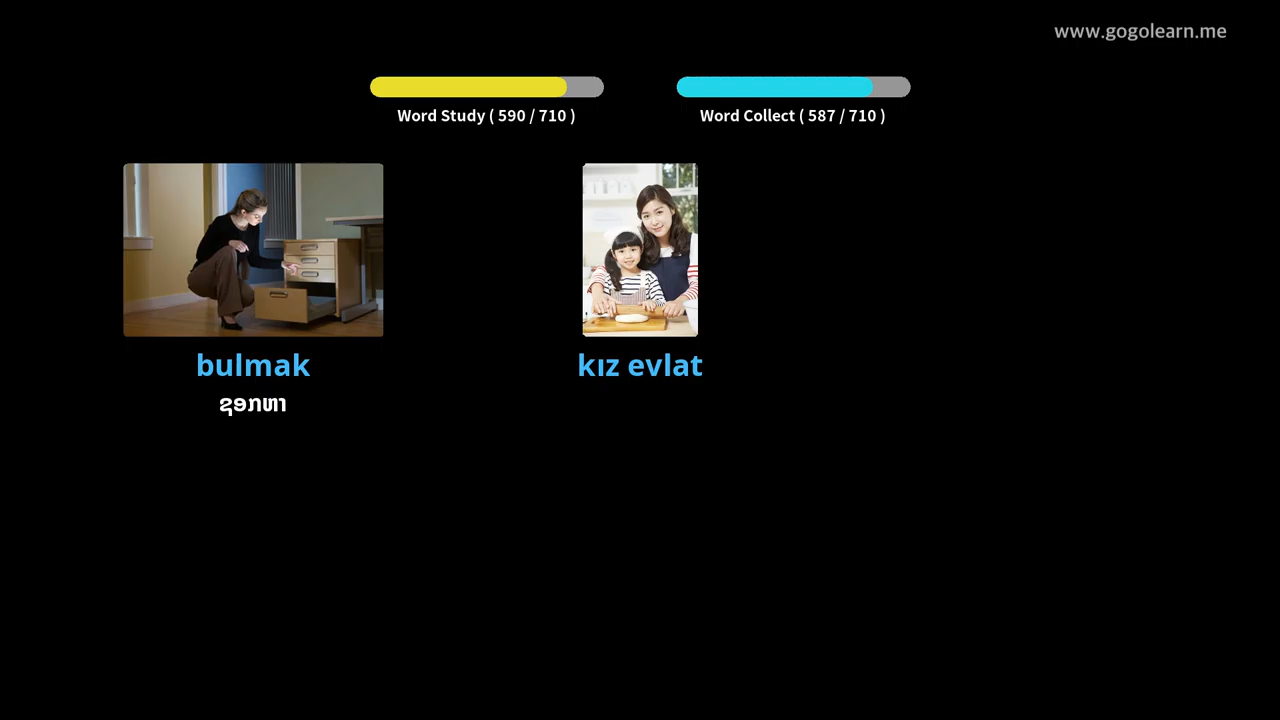 www.gogolearn.me
Word Study ( 590 / 710 )
Word Collect ( 587 / 710 )
bulmak
ຊອກຫາ
kız evlat